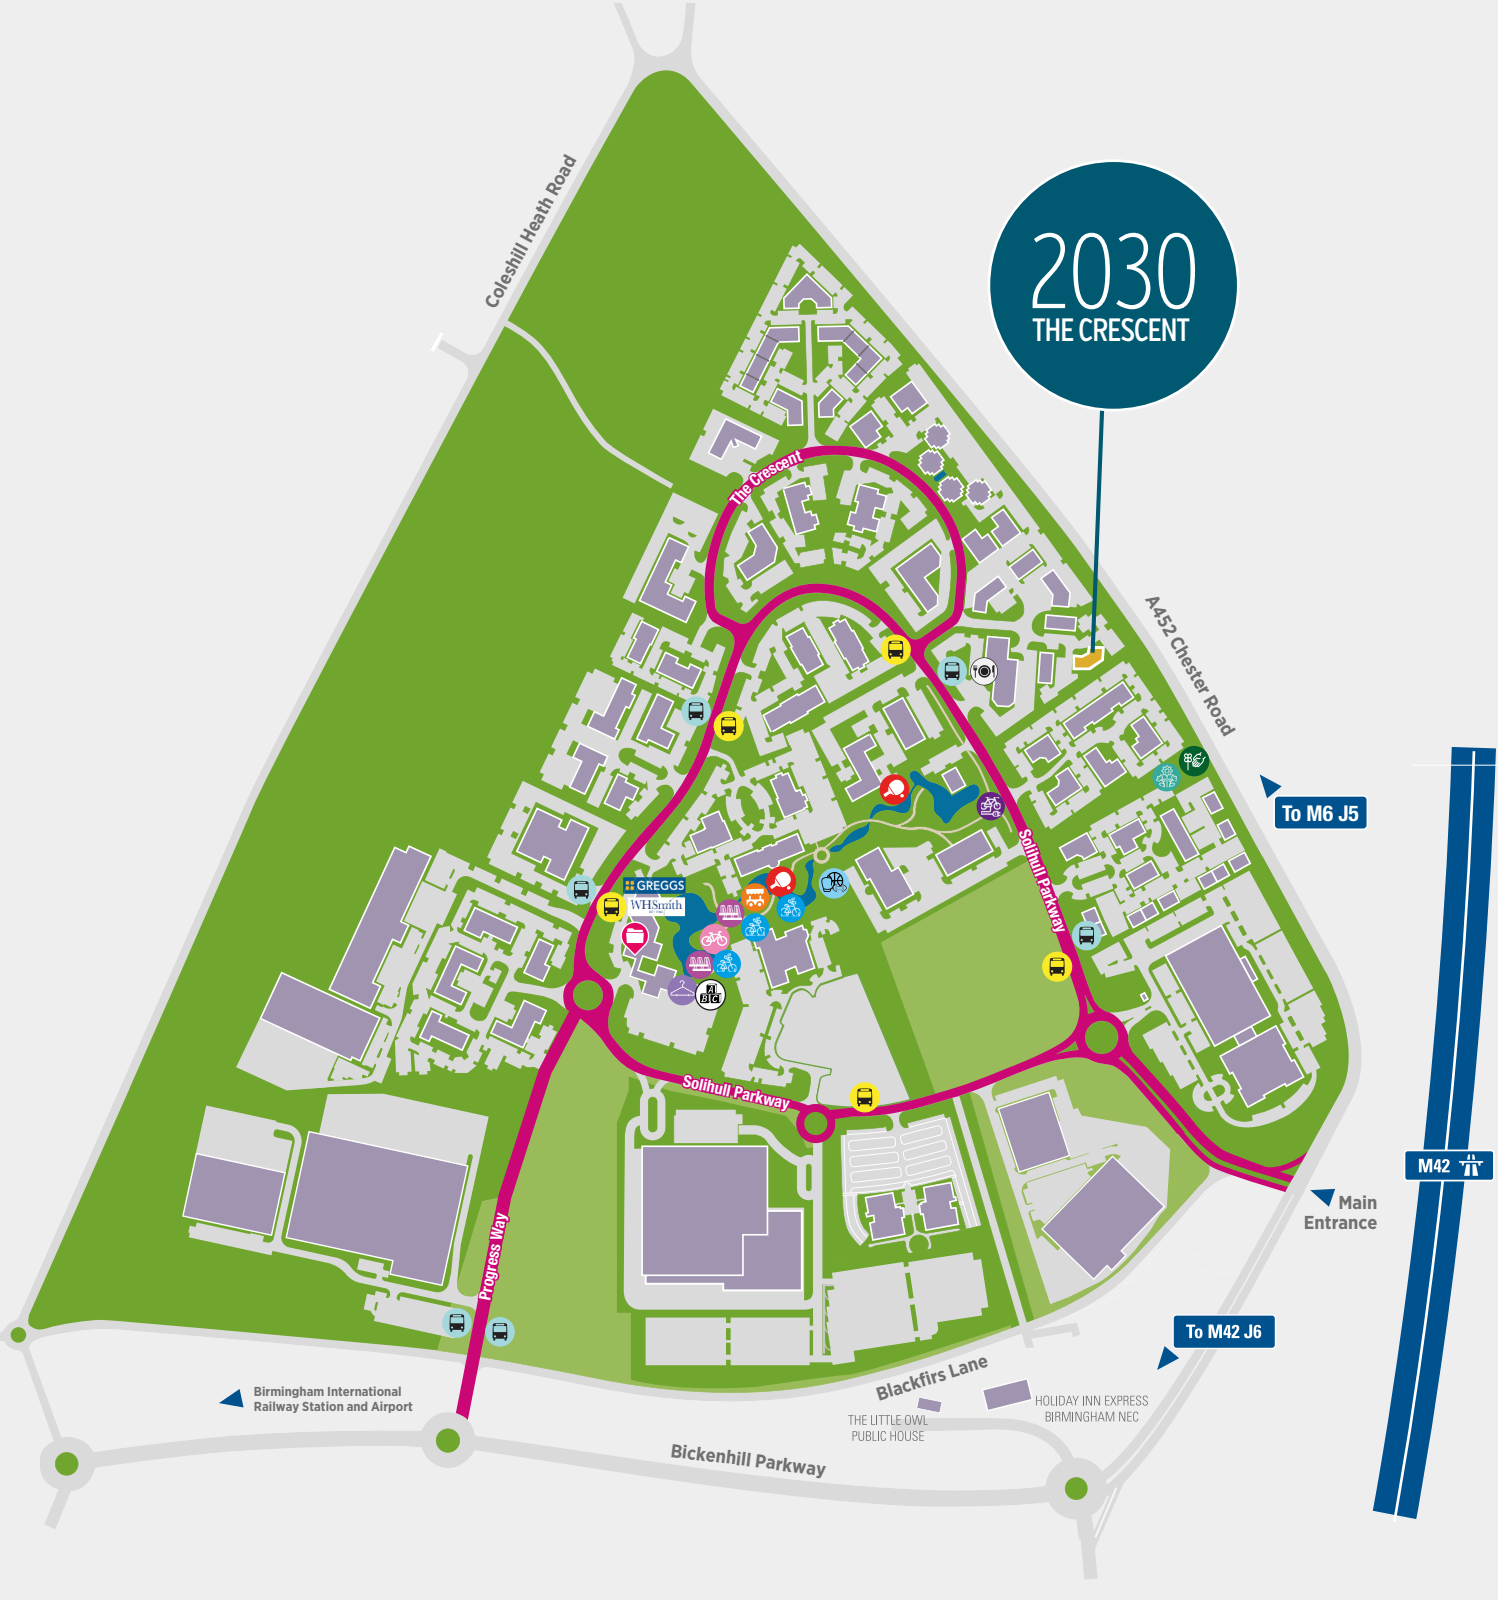 Coleshill Heath Road
2030
THE CRESCENT
The Crescent
A452 Chester Road
To M6 J5
Solihull Parkway
GREGGS
WHSmith
A
B C
Solihull Parkway
M42
Main
Entrance
Progress Way
To M42 J6
Blackfirs Lane
Birmingham International
Railway Station and Airport
HOLIDAY INN EXPRESS
BIRMINGHAM NEC
THE LITTLE OWL
PUBLIC HOUSE
Bickenhill Parkway